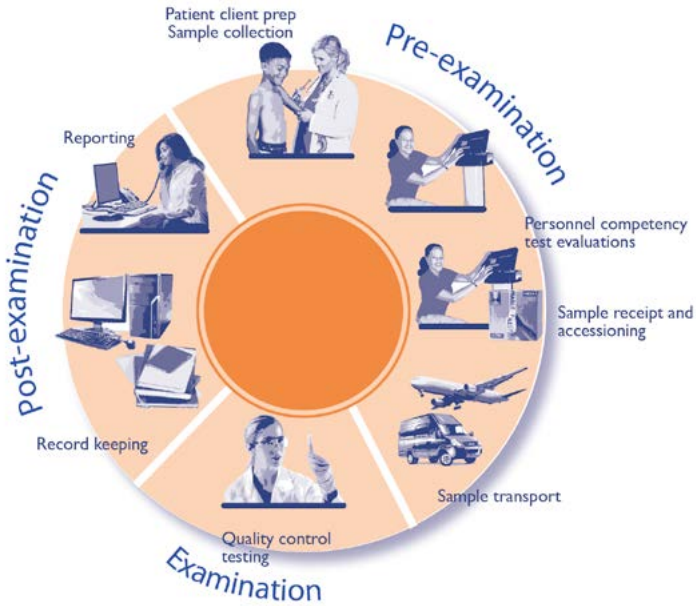 Patient client prep
Sample collection
Pre-examination
Reporting
Personnel competency
test evaluations
Post-examination
Sample receipt and
accessioning
Record keeping
Sample transport
Quality control
testing
Examination